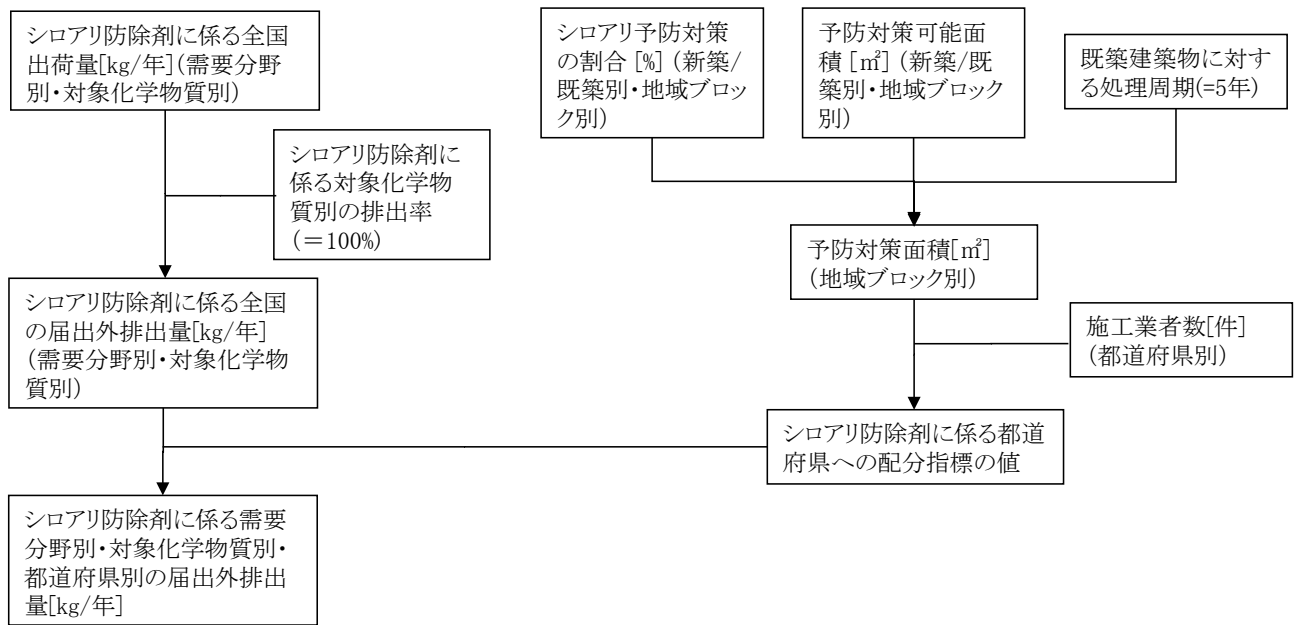 シロアリ防除剤に係る全国
出荷量[kg/年](需要分野
別・対象化学物質別)
シロアリ予防対策
の割合[%](新築/
既築別・地域ブロッ
ク別)
予防対策可能面
積[㎡](新築/既
築別・地域ブロック
別)
既築建築物に対す
る処理周期(=5年)
シロアリ防除剤に
係る対象化学物
質別の排出率
(=100%)
予防対策面積[㎡]
(地域ブロック別)
シロアリ防除剤に係る全国
の届出外排出量[kg/年]
(需要分野別・対象化学物
質別)
施工業者数[件]
(都道府県別)
シロアリ防除剤に係る都道
府県への配分指標の値
シロアリ防除剤に係る需要
分野別・対象化学物質別・
都道府県別の届出外排出
量[kg/年]